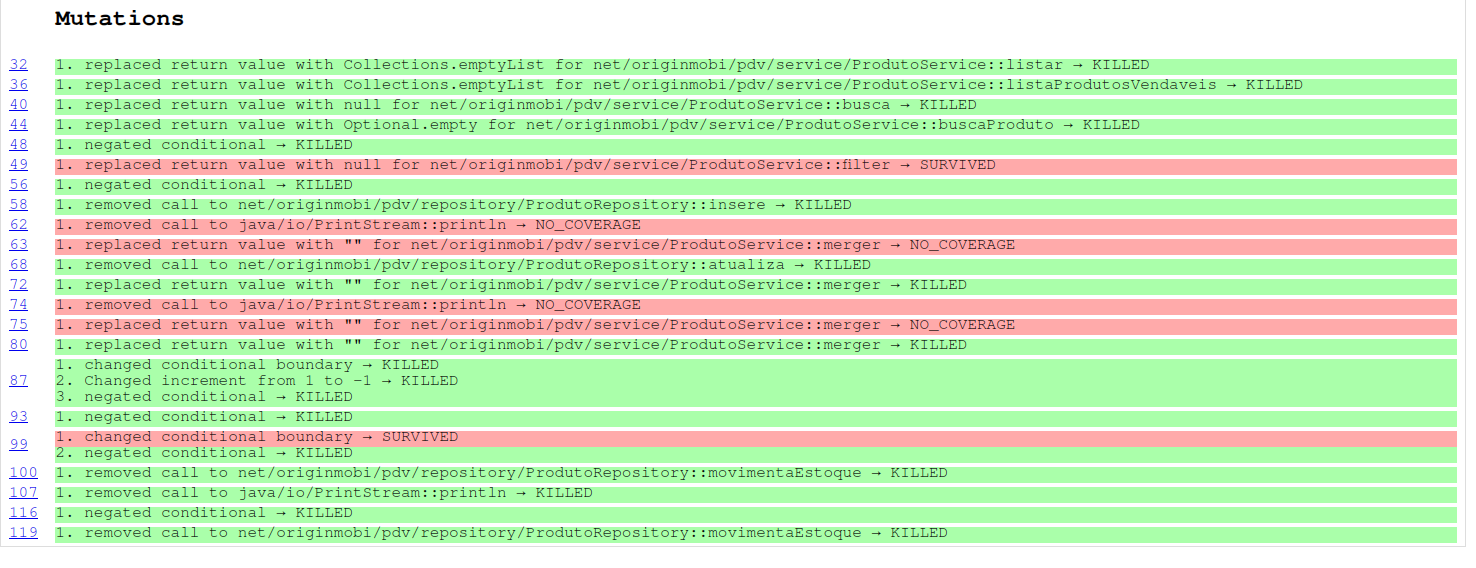 Mutations
32 1. replaced return value with Collections.emptyList for net/originmobi/pdv/service/ProdutoService::listar → KILLED
36 1. replaced return value with Collections.emptyList for net/originmobi/pdv/service/ProdutoService::listaProdutosVendaveis → KILLED
40 1. replaced return value with null for net/originmobi/pdv/service/ProdutoService::busca → KILLED
44 1. replaced return value with Optional.empty for net/originmobi/pdv/service/ProdutoService::buscaProduto → KILLED
48 1. negated conditional → KILLED
49 1. replaced return value with null for net/originmobi/pdv/service/ProdutoService::filter → SURVIVED
56 1. negated conditional → KILLED
58 1. removed call to net/originmobi/pdv/repository/ProdutoRepository::insere → KILLED
62 1. removed call to java/io/PrintStream::println → NO_COVERAGE
63 1. replaced return value with "" for net/originmobi/pdv/service/ProdutoService::merger → NO_COVERAGE
68 1. removed call to net/originmobi/pdv/repository/ProdutoRepository::atualiza → KILLED
72 1. replaced return value with "" for net/originmobi/pdv/service/ProdutoService::merger → KILLED
74 1. removed call to java/io/PrintStream::println → NO_COVERAGE
75 1. replaced return value with "" for net/originmobi/pdv/service/ProdutoService::merger → NO_COVERAGE
80 1. replaced return value with "" for net/originmobi/pdv/service/ProdutoService::merger → KILLED
1. changed conditional boundary → KILLED
87 2. Changed increment from 1 to -1 → KILLED
3. negated conditional → KILLED
93 1. negated conditional → KILLED
99 1. changed conditional boundary → SURVIVED
2. negated conditional → KILLED
100 1. removed call to net/originmobi/pdv/repository/ProdutoRepository::movimentaEstoque → KILLED
107 1. removed call to java/io/PrintStream::println → KILLED
116 1. negated conditional → KILLED
119 1. removed call to net/originmobi/pdv/repository/ProdutoRepository::movimentaEstoque → KILLED